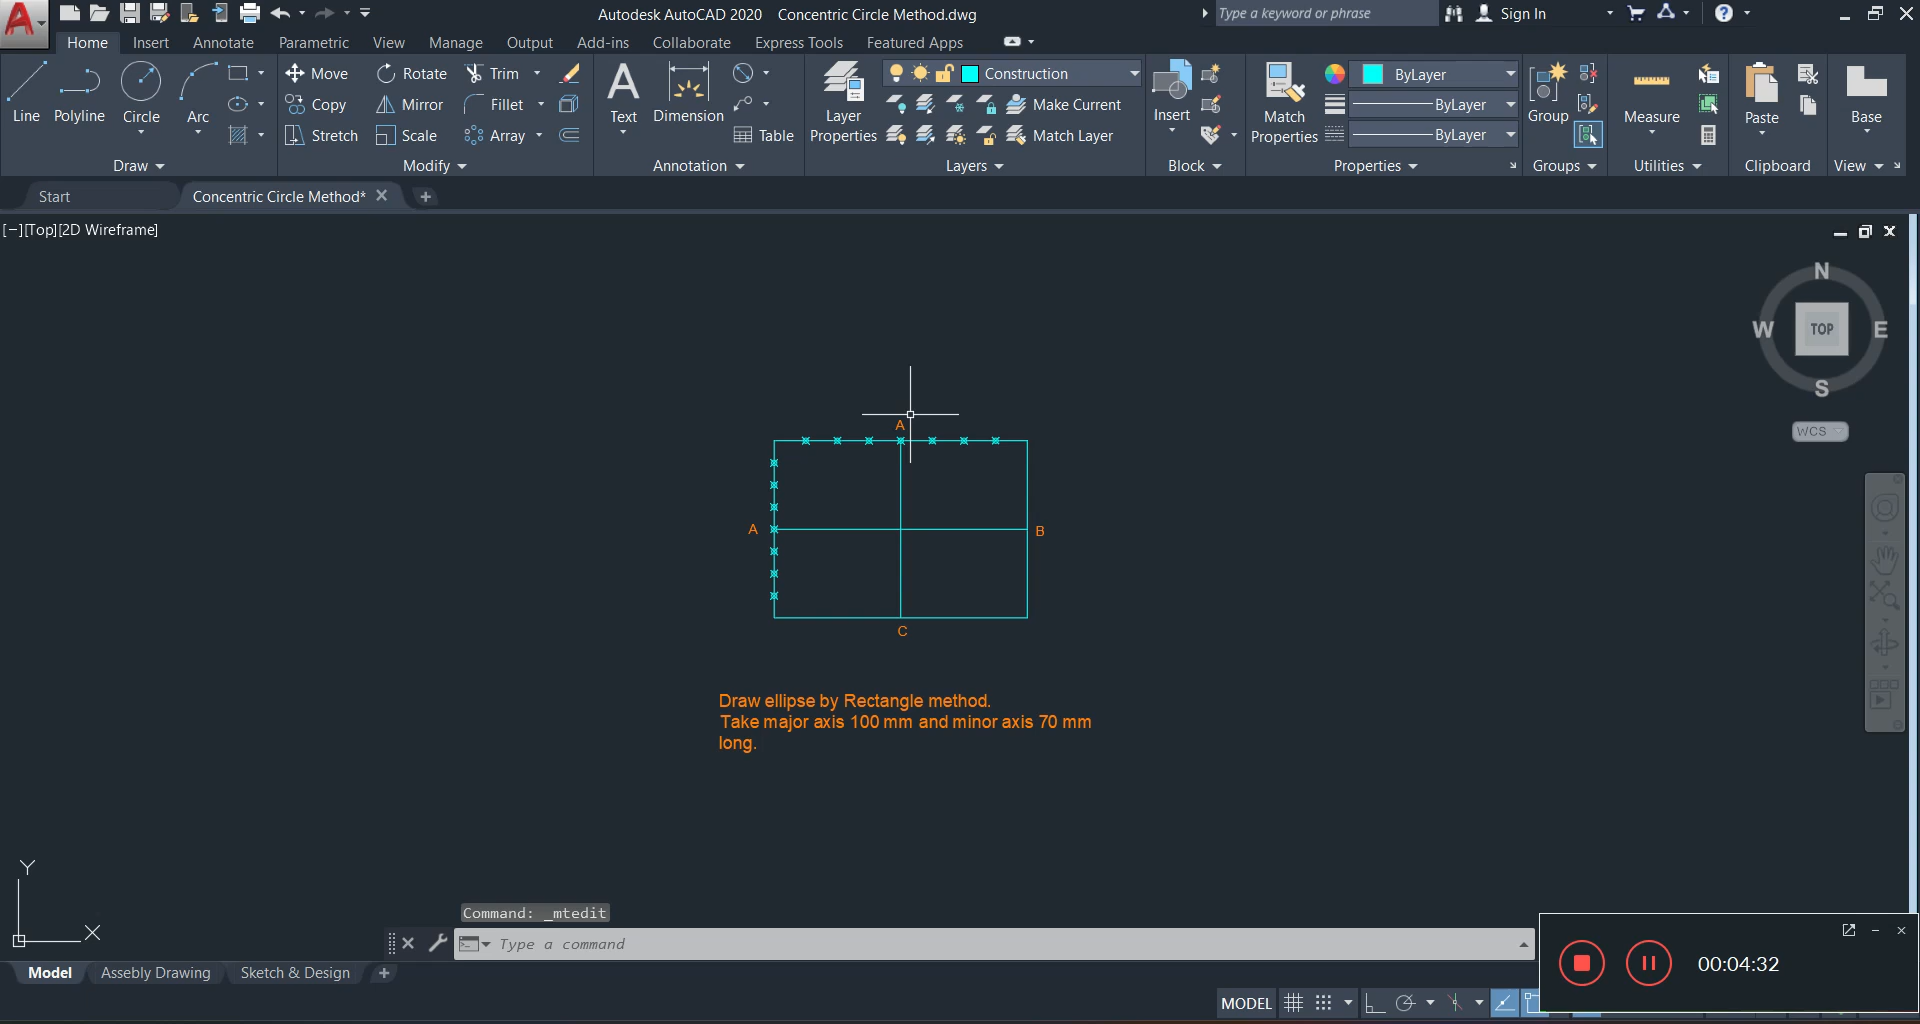 Autodesk AutoCAD 2020 Concentric Circle Method.dwg
Type a keyword or phrase
Sign In
Home Insert Annotate Parametric View Manage Output Add-ins Collaborate Express Tools Featured Apps
Line Polyline Circle Arc
Move Rotate Trim
Copy Mirror Fillet
Stretch Scale Array
Text Dimension Table
Layer Properties
Construction
Make Current
Match Layer
Insert
Match Properties
ByLayer
ByLayer
ByLayer
Group
Measure
Paste
Base
Draw Modify Annotation Layers Block Properties Groups Utilities Clipboard View
Start Concentric Circle Method*
[−][Top][2D Wireframe]
N
W TOP E
S
WCS
A
A B
C
Draw ellipse by Rectangle method.
Take major axis 100 mm and minor axis 70 mm
long.
Y
X
Command: _mtedit
Type a command
00:04:32
Model Assebly Drawing Sketch & Design
MODEL